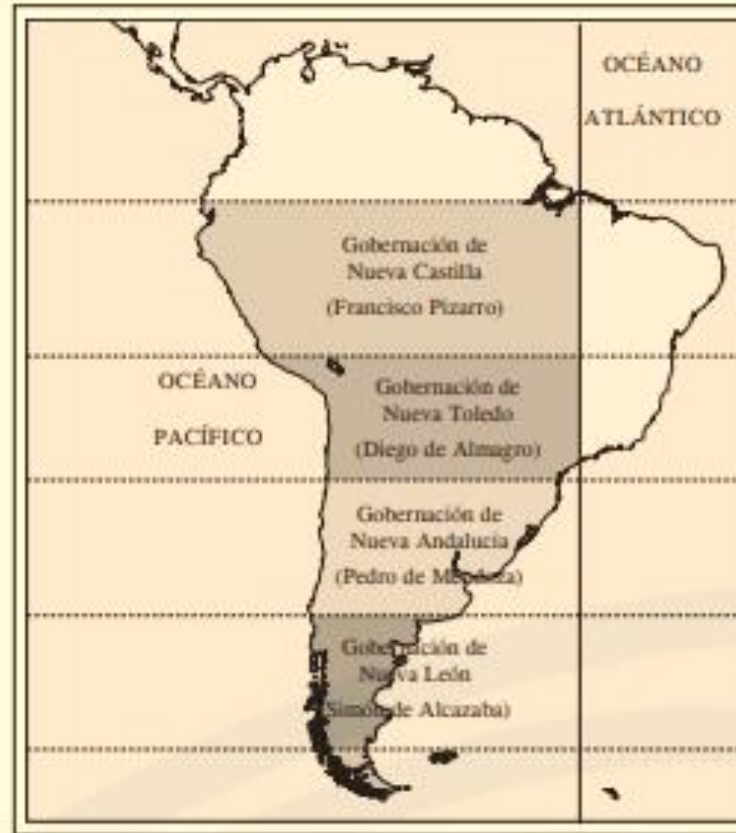 OCÉANO
ATLÁNTICO
Gobernación de
Nueva Castilla
(Francisco Pizarro)
OCÉANO
PACÍFICO
Gobernación de
Nueva Toledo
(Diego de Almagro)
Gobernación de
Nueva Andalucía
(Pedro de Mendoza)
Gobernación de
Nueva León
(Simón de Alcazaba)